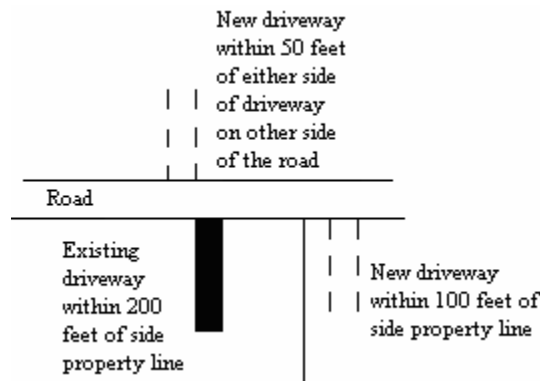 New driveway
within 50 feet
of either side
of driveway
on other side
of the road
Road
Existing
driveway
within 200
feet of side
property line
New driveway
within 100 feet of
side property line